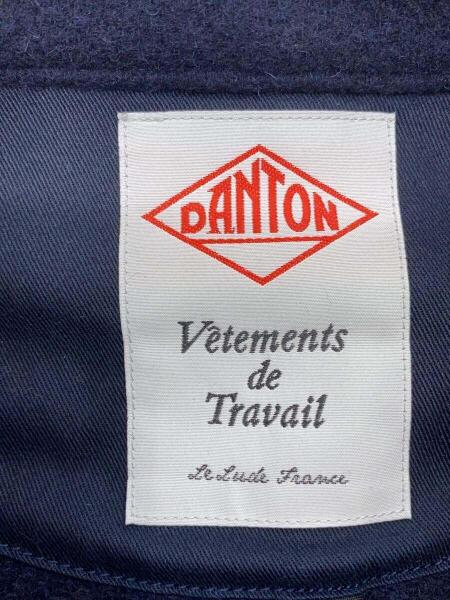 DANTON
Vêtements
de
Travail
Le Lude France